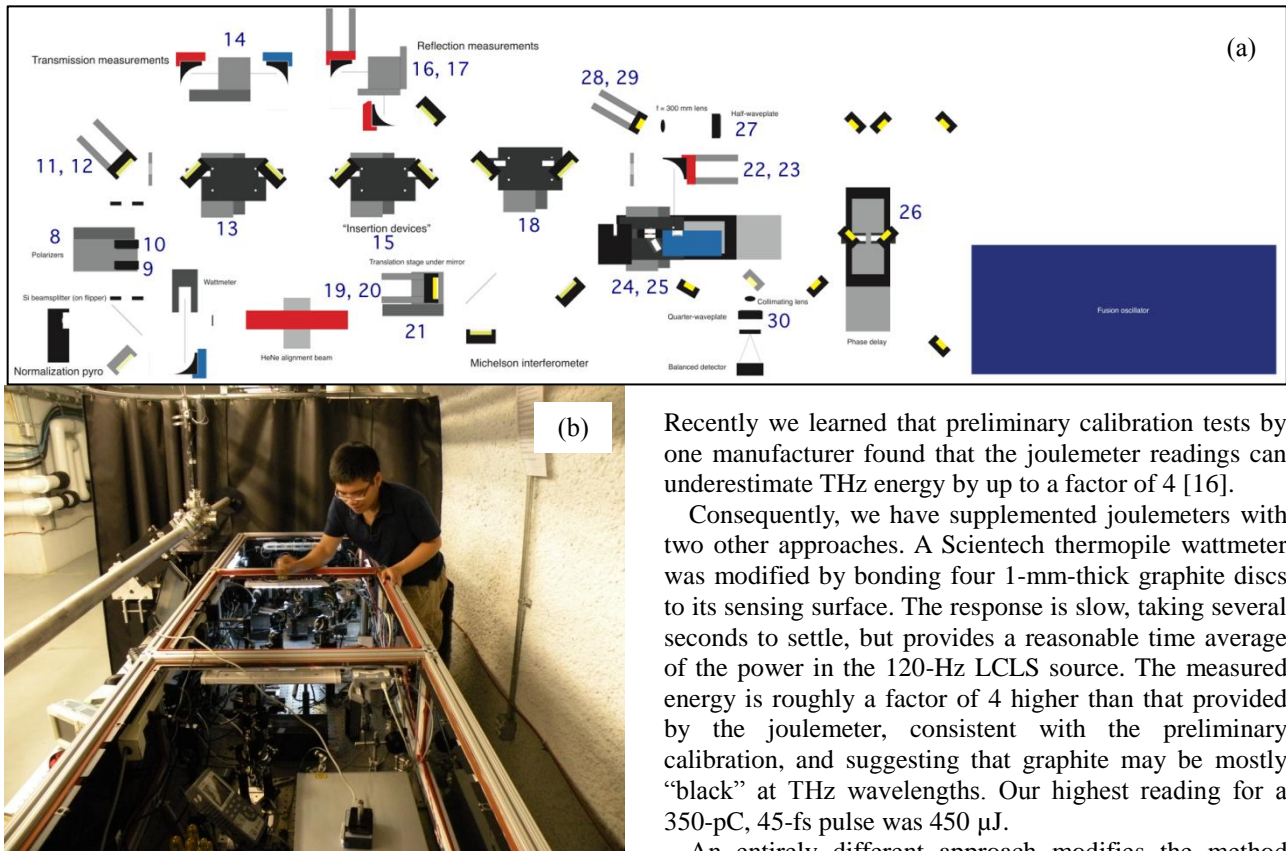 (a)
14
Transmission measurements
Reflection measurements
16, 17
28, 29
f = 300 mm lens
Half-waveplate
27
11, 12
22, 23
13
"Insertion devices"
15
18
26
8
Polarizers
10
9
Translation stage under mirror
Wattmeter
19, 20
21
24, 25
Si beamsplitter (on flipper)
Collimating lens
Quarter-waveplate
30
Fusion oscillator
Phase delay
HeNe alignment beam
Michelson interferometer
Normalization pyro
Balanced detector
(b)
Recently we learned that preliminary calibration tests by
one manufacturer found that the joulemeter readings can
underestimate THz energy by up to a factor of 4 [16].
Consequently, we have supplemented joulemeters with
two other approaches. A Scientech thermopile wattmeter
was modified by bonding four 1-mm-thick graphite discs
to its sensing surface. The response is slow, taking several
seconds to settle, but provides a reasonable time average
of the power in the 120-Hz LCLS source. The measured
energy is roughly a factor of 4 higher than that provided
by the joulemeter, consistent with the preliminary
calibration, and suggesting that graphite may be mostly
"black" at THz wavelengths. Our highest reading for a
350-pC, 45-fs pulse was 450 µJ.
An entirely different approach modifies the method